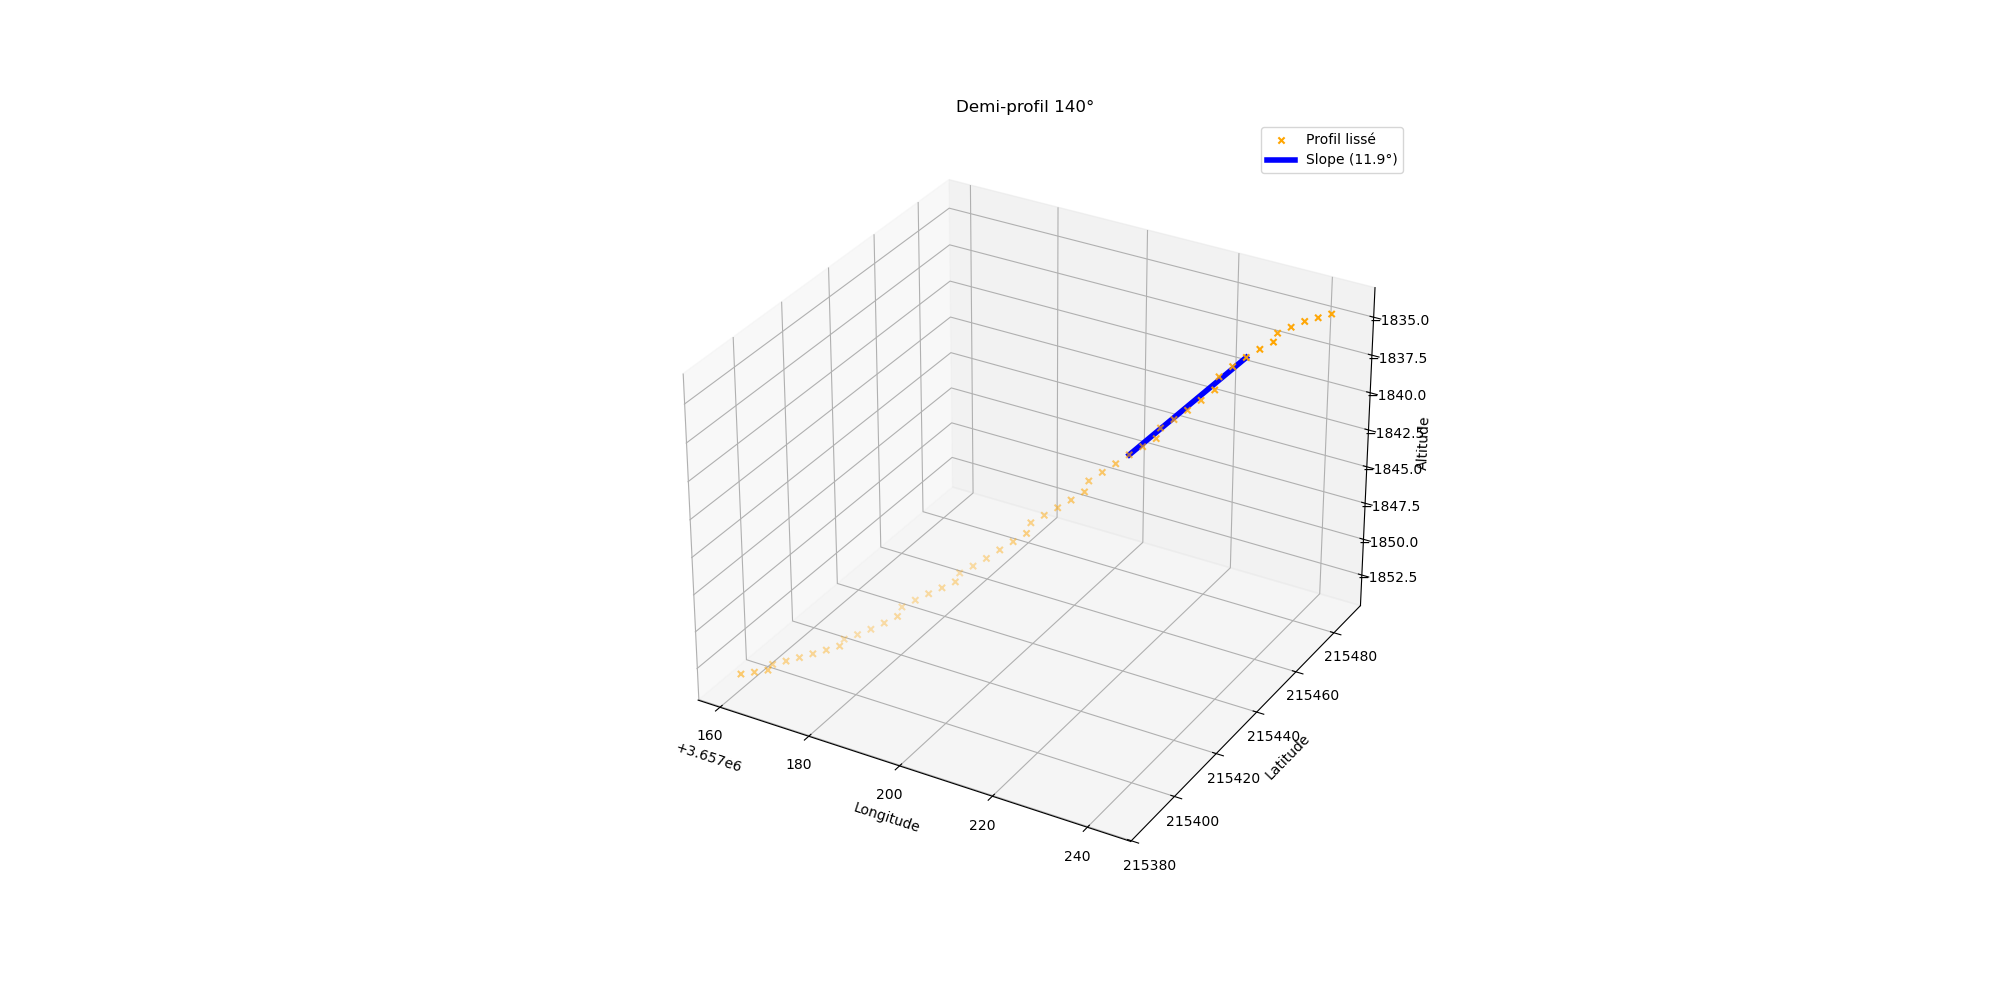 Demi-profil 140°
Profil lissé
Slope (11.9°)
−1835.0
−1837.5
−1840.0
−1842.5
−1845.0
−1847.5
−1850.0
−1852.5
Altitude
215480
215460
215440
215420
215400
215380
Latitude
160
180
200
220
240
+3.657e6
Longitude